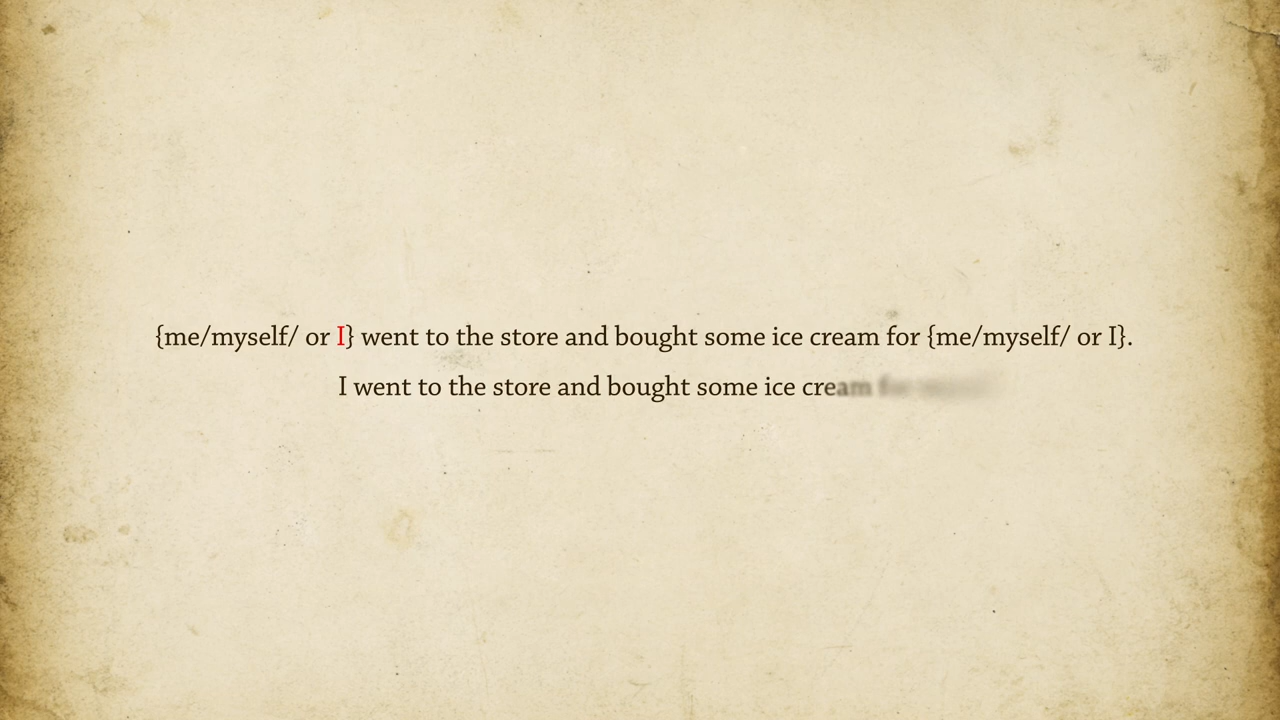 {me/myself/ or I} went to the store and bought some ice cream for {me/myself/ or I}.
I went to the store and bought some ice cream